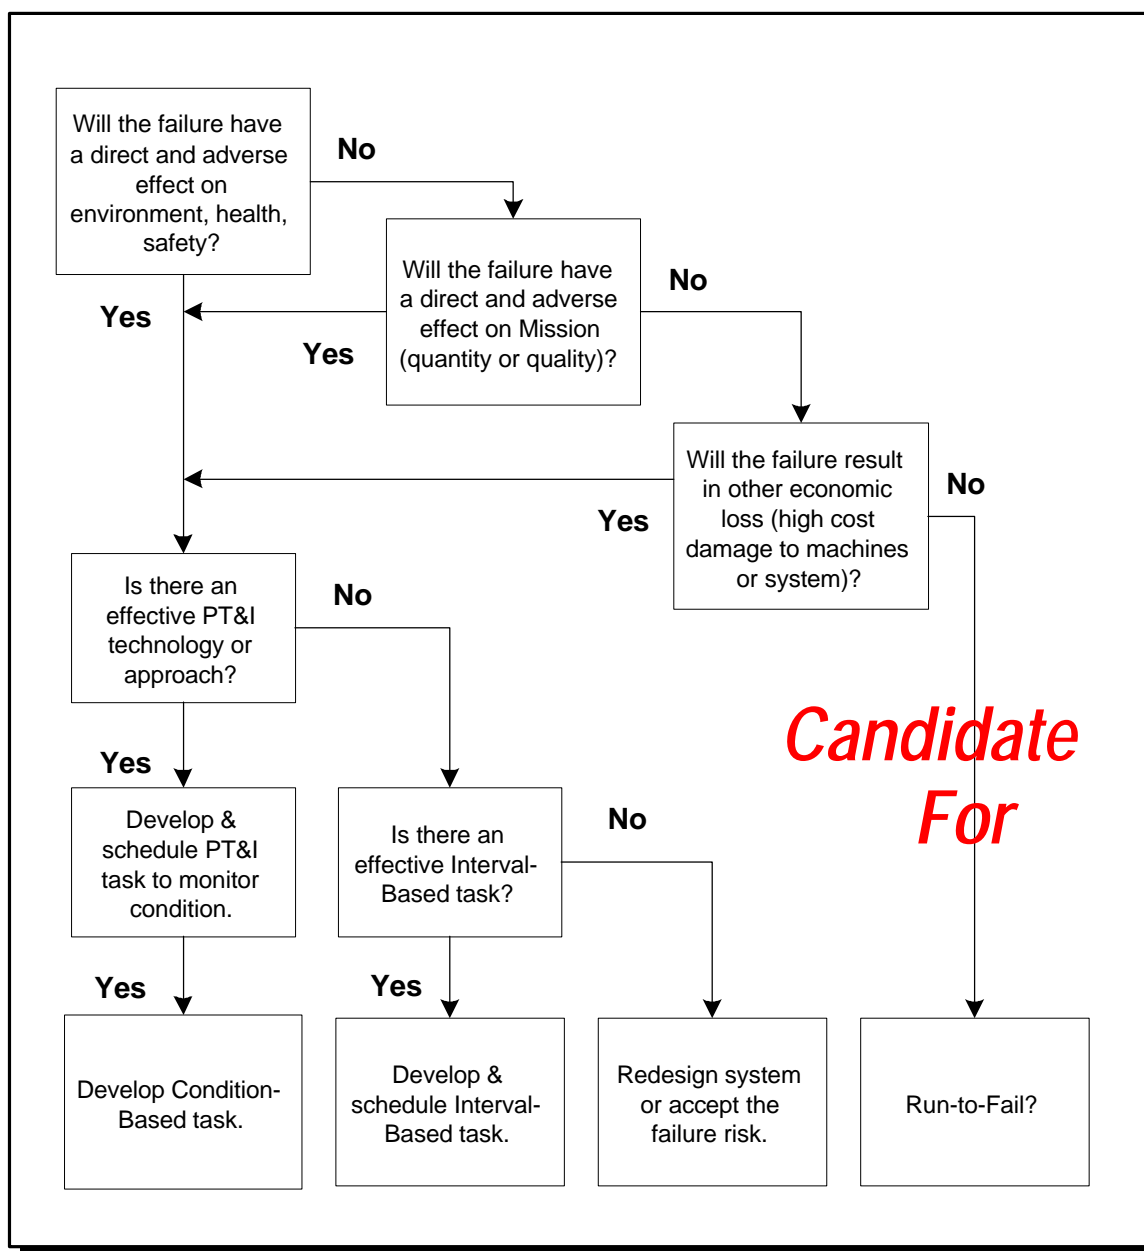 Will the failure have
a direct and adverse
effect on
environment, health,
safety?
No
Will the failure have
a direct and adverse
effect on Mission
(quantity or quality)?
No
Yes
Yes
Will the failure result
in other economic
loss (high cost
damage to machines
or system)?
No
Yes
Is there an
effective PT&I
technology or
approach?
No
Candidate
For
Yes
Develop &
schedule PT&I
task to monitor
condition.
Is there an
effective Interval-
Based task?
No
Yes
Yes
Develop Condition-
Based task.
Develop &
schedule Interval-
Based task.
Redesign system
or accept the
failure risk.
Run-to-Fail?